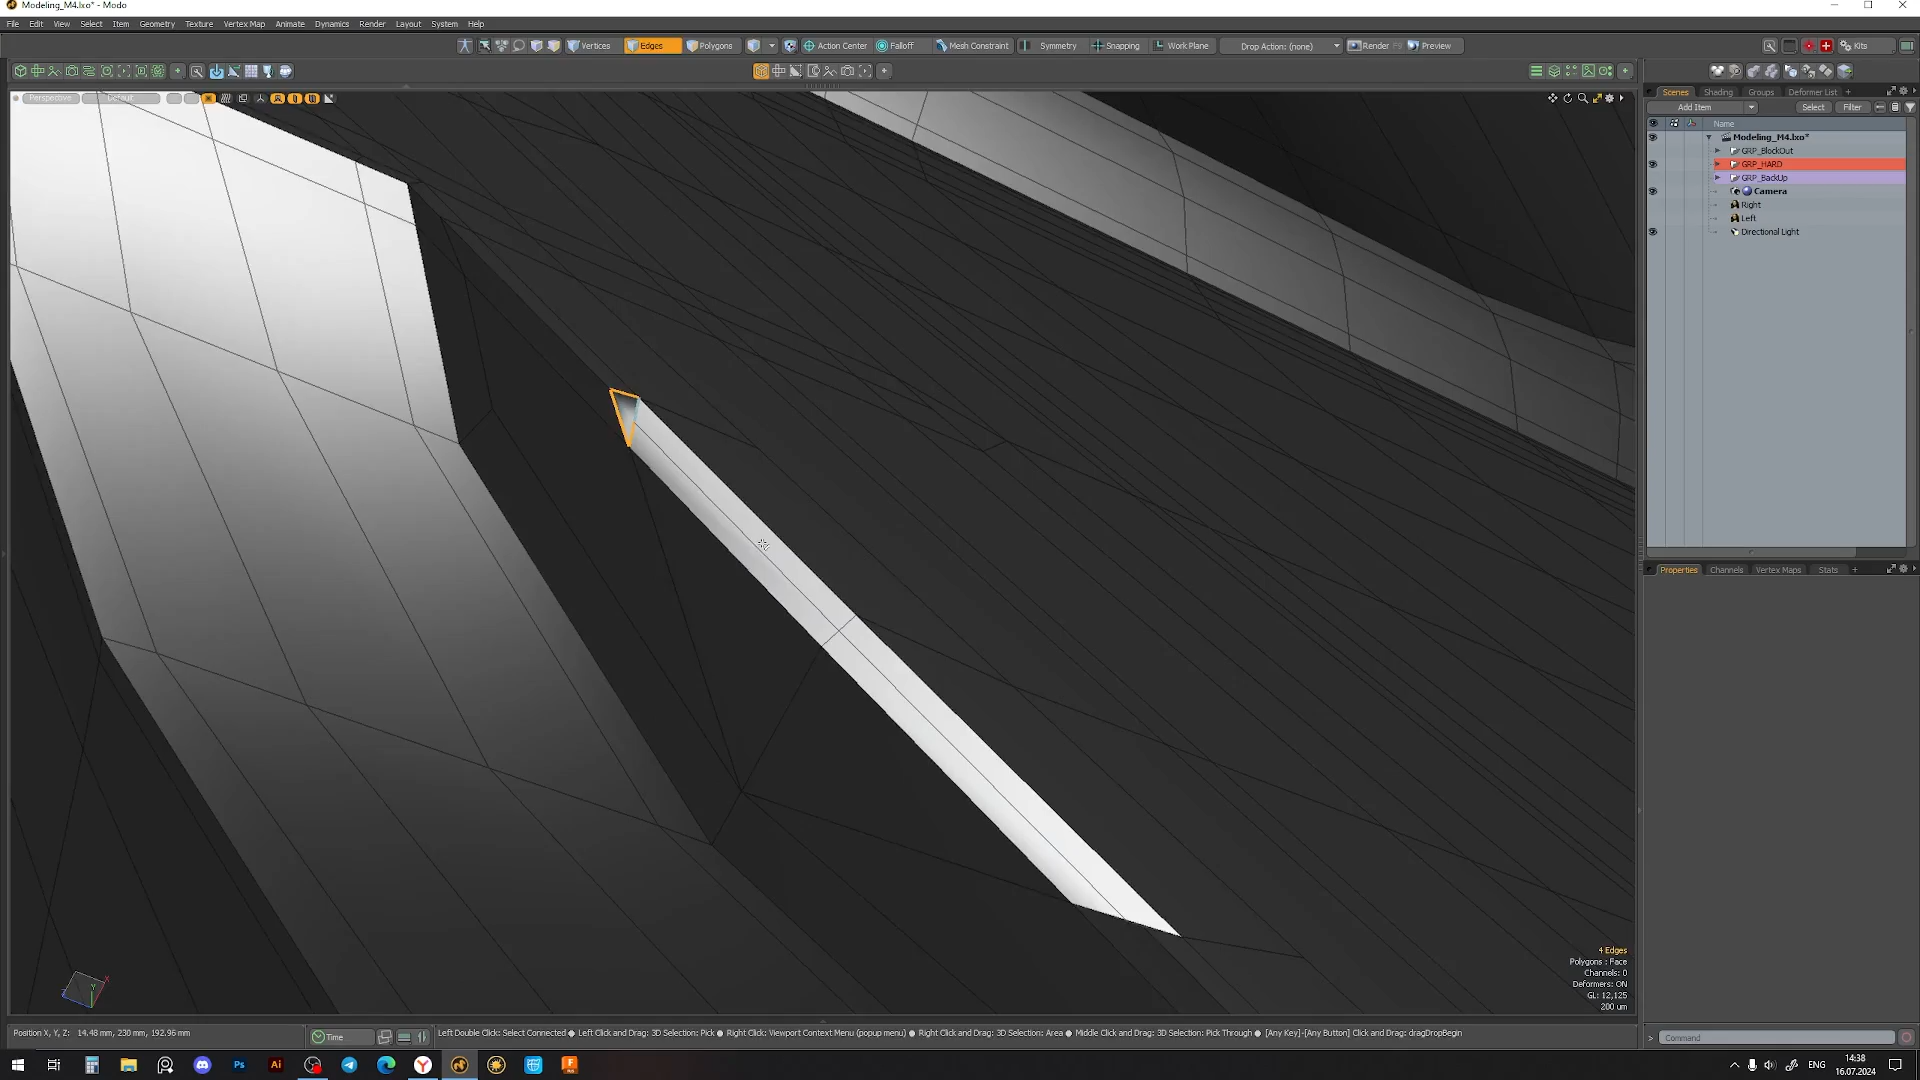 Modeling_M4.lxo* - Modo
File Edit View Select Item Geometry Texture Vertex Map Animate Dynamics Render Layout System Help
Vertices Edges Polygons Action Center Falloff Mesh Constraint Symmetry Snapping Work Plane Drop Action: (none) Render Preview Kits
Perspective Default
Scenes Shading Groups Deformer List +
Add Item Select Filter
Name
Modeling_M4.lxo*
GRP_BlockOut
GRP_HARD
GRP_BackUp
Camera
Right
Left
Directional Light
Properties Channels Vertex Maps Stats +
4 Edges
Polygons : Face
Channels: 0
Deformers: ON
GL: 12,125
200 um
Position X, Y, Z: 14.48 mm, 230 mm, 192.96 mm
Time
Left Double Click: Select Connected ● Left Click and Drag: 3D Selection: Pick ● Right Click: Viewport Context Menu (popup menu) ● Right Click and Drag: 3D Selection: Area ● Middle Click and Drag: 3D Selection: Pick Through ● [Any Key]-[Any Button] Click and Drag: dragDropBegin
> Command
ENG
14:38
16.07.2024